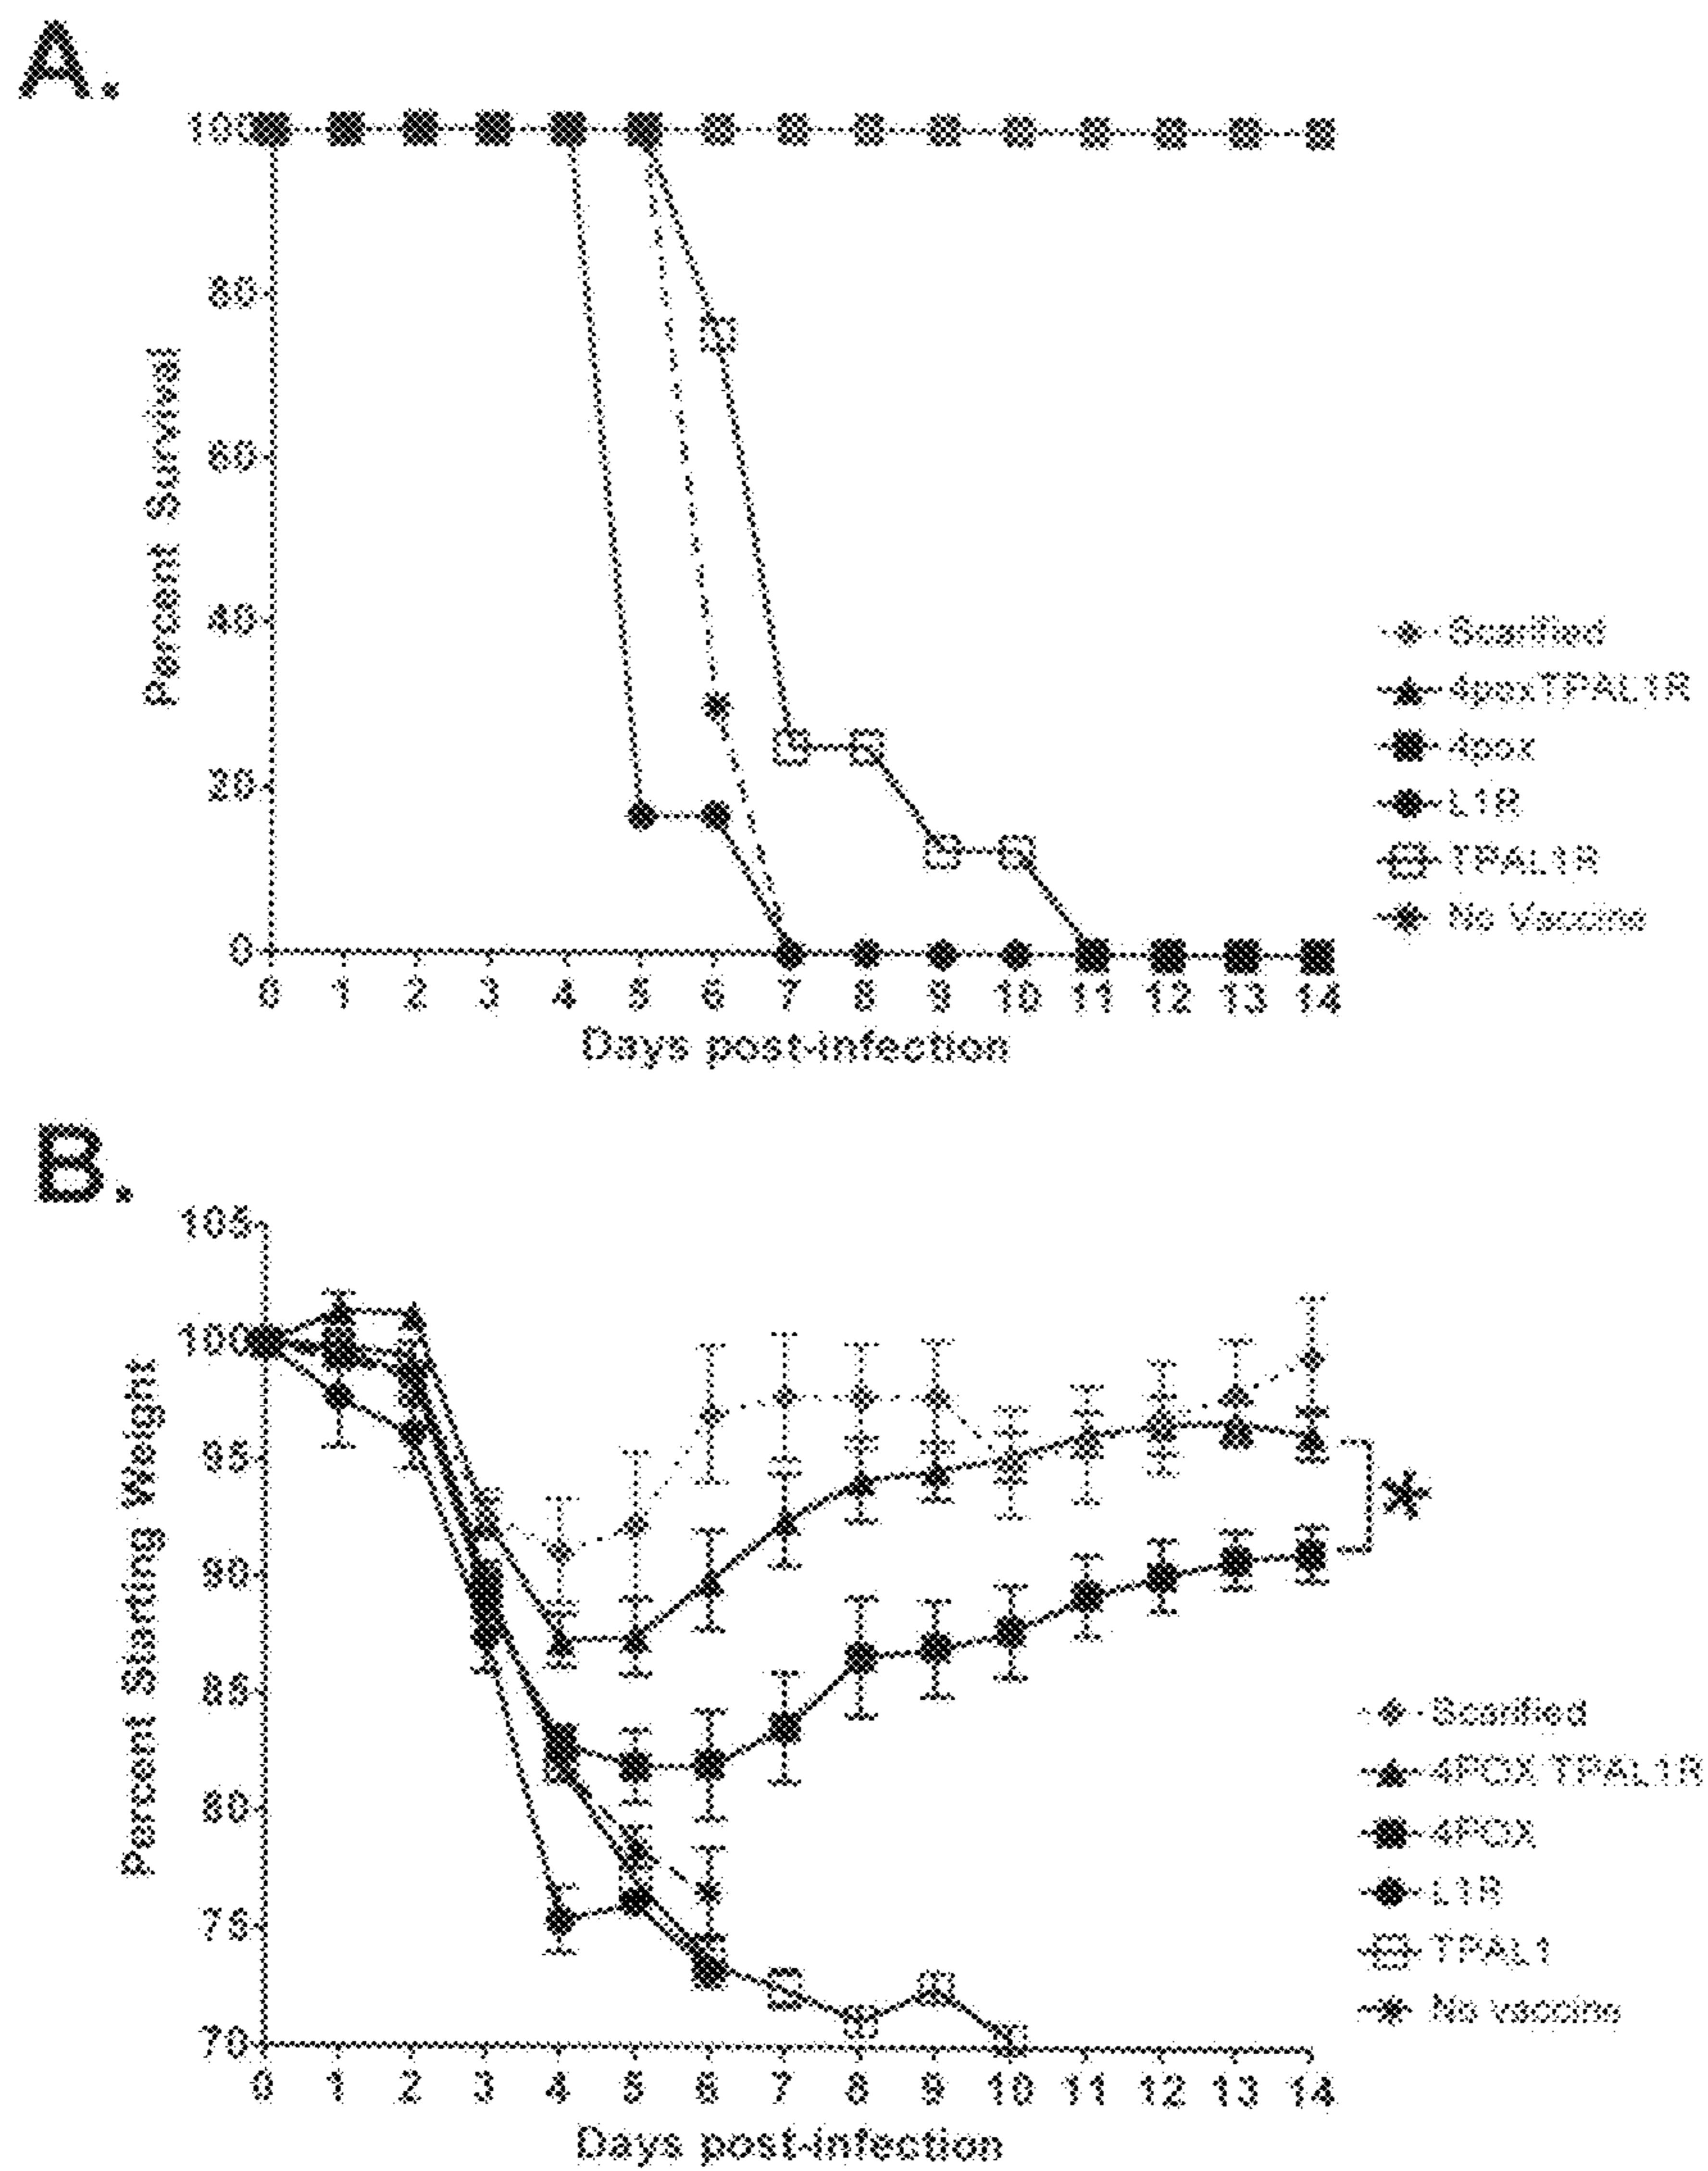 A.
100
80
60
40
20
0
Percent Survival
0 1 2 3 4 5 6 7 8 9 10 11 12 13 14
Days post-infection
Scarified
4poxTPAL1R
4pox
L1R
TPAL1R
No Vaccine
B.
105
100
95
90
85
80
75
70
Percent Starting Weight
*
0 1 2 3 4 5 6 7 8 9 10 11 12 13 14
Days post-infection
Scarified
4POX TPAL1R
4POX
L1R
TPAL1
No vaccine